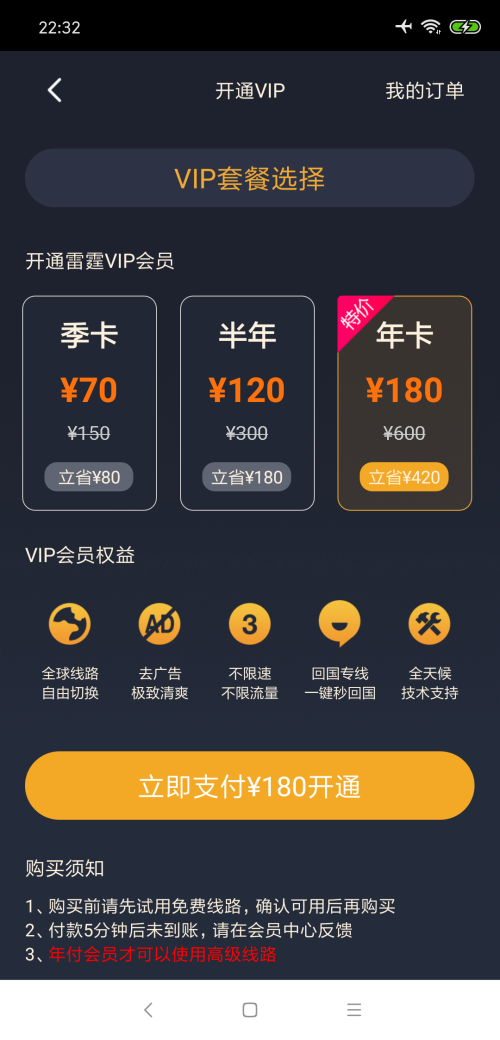 22:32
开通VIP
我的订单
VIP套餐选择
开通雷霆VIP会员
季卡
¥70
¥150
立省¥80
半年
¥120
¥300
立省¥180
特价
年卡
¥180
¥600
立省¥420
VIP会员权益
AD
3
全球线路
自由切换
去广告
极致清爽
不限速
不限流量
回国专线
一键秒回国
全天候
技术支持
立即支付¥180开通
购买须知
1、购买前请先试用免费线路，确认可用后再购买
2、付款5分钟后未到账，请在会员中心反馈
3、年付会员才可以使用高级线路